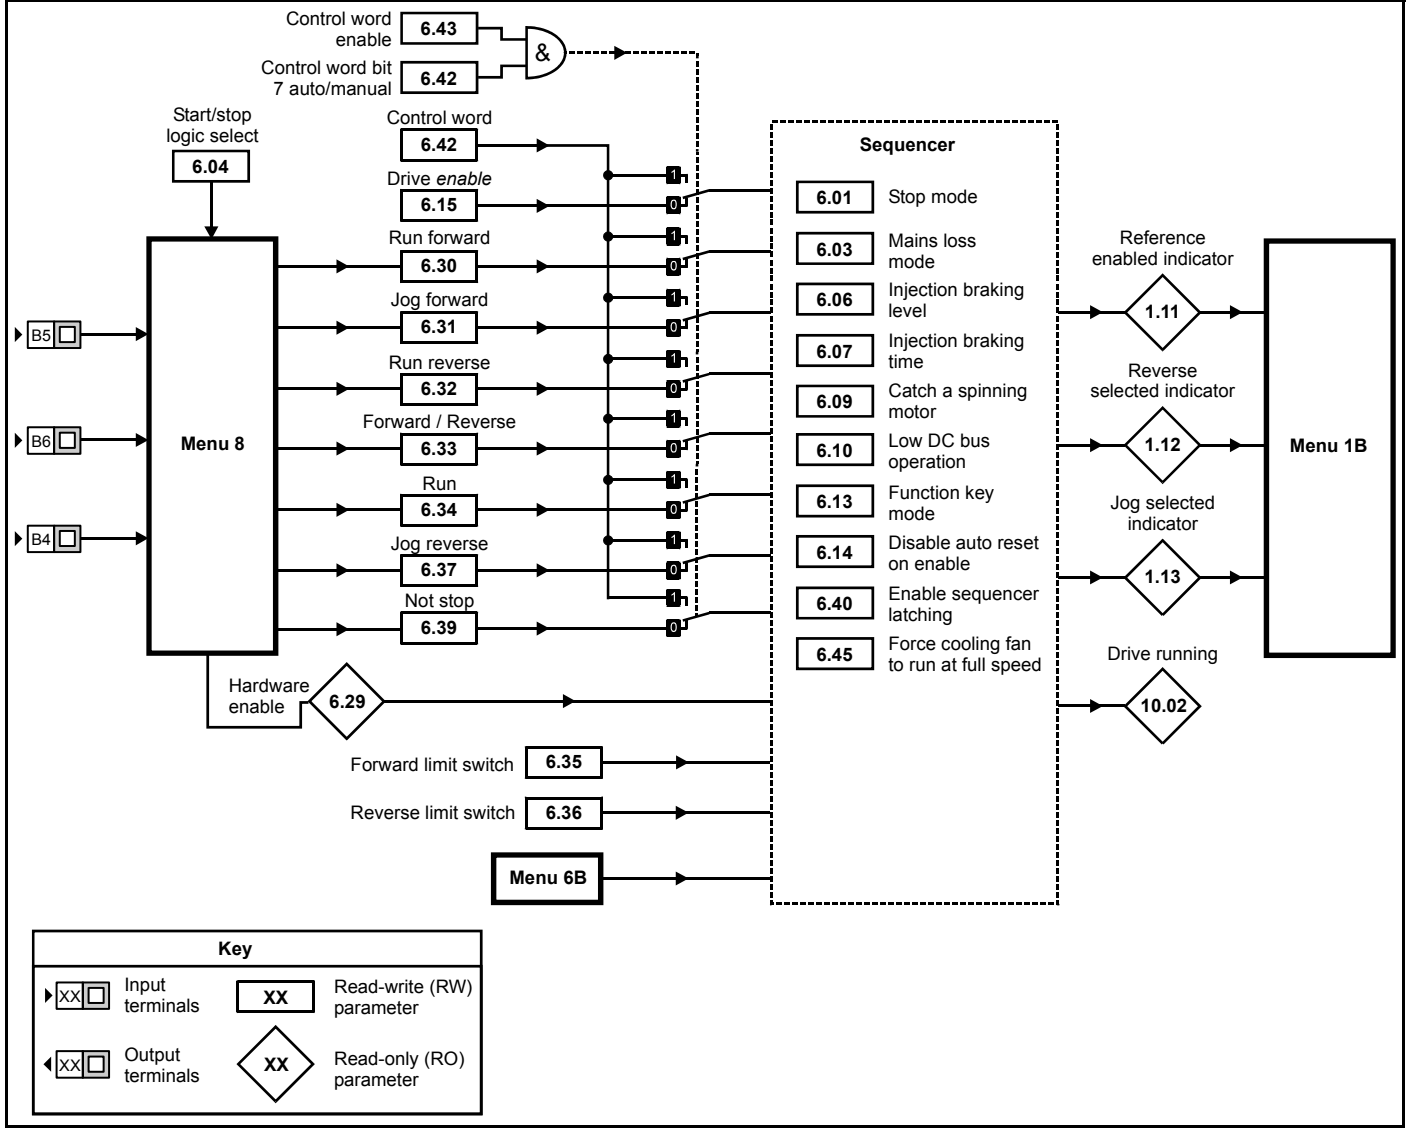 Control word
enable
6.43
&
Control word bit
7 auto/manual
6.42
Start/stop
logic select
6.04
Control word
6.42
Drive enable
6.15
Run forward
6.30
Jog forward
6.31
Run reverse
6.32
Forward / Reverse
6.33
Run
6.34
Jog reverse
6.37
Not stop
6.39
1
0
1
0
1
0
1
0
1
0
1
0
1
0
1
0
B5
B6
B4
Menu 8
Hardware
enable
6.29
Forward limit switch
6.35
Reverse limit switch
6.36
Menu 6B
Sequencer
6.01 Stop mode
6.03 Mains loss
mode
6.06 Injection braking
level
6.07 Injection braking
time
6.09 Catch a spinning
motor
6.10 Low DC bus
operation
6.13 Function key
mode
6.14 Disable auto reset
on enable
6.40 Enable sequencer
latching
6.45 Force cooling fan
to run at full speed
Reference
enabled indicator
1.11
Reverse
selected indicator
1.12
Jog selected
indicator
1.13
Drive running
10.02
Menu 1B
Key
XX Input
terminals
XX Read-write (RW)
parameter
XX Output
terminals
XX Read-only (RO)
parameter